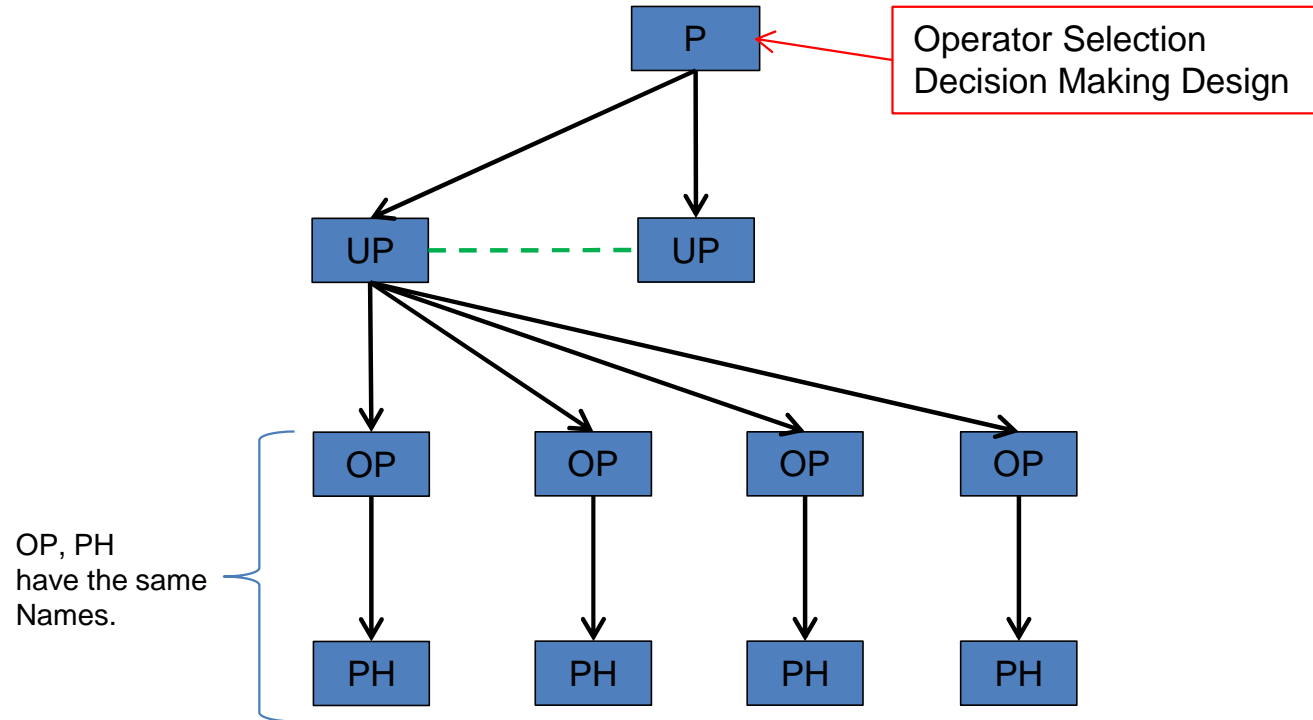 P
Operator Selection
Decision Making Design
UP
UP
OP
OP
OP
OP
OP, PH
have the same
Names.
PH
PH
PH
PH